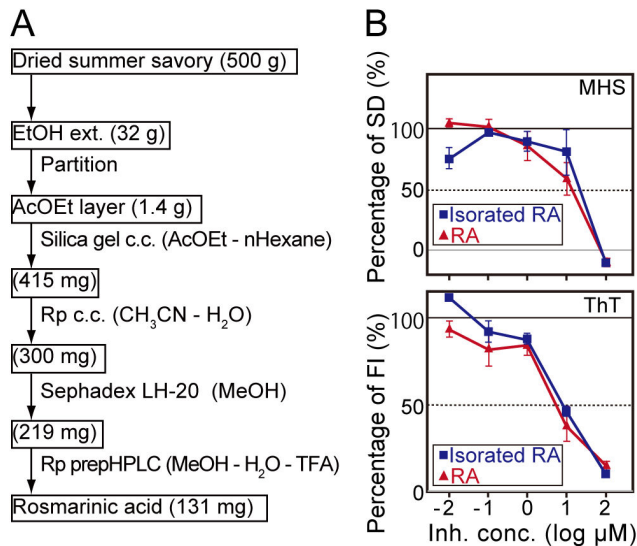 A
Dried summer savory (500 g)
EtOH ext. (32 g)
Partition
AcOEt layer (1.4 g)
Silica gel c.c. (AcOEt - nHexane)
(415 mg)
Rp c.c. (CH₃CN - H₂O)
(300 mg)
Sephadex LH-20 (MeOH)
(219 mg)
Rp prepHPLC (MeOH - H₂O - TFA)
Rosmarinic acid (131 mg)
B
Percentage of SD (%)
MHS
100
50
0
Isorated RA
RA
Percentage of FI (%)
ThT
100
50
0
Isorated RA
RA
-2 -1 0 1 2
Inh. conc. (log μM)